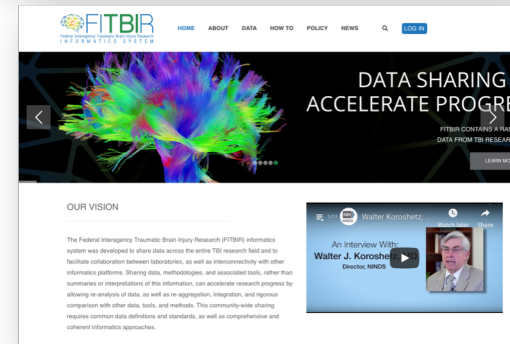 FITBIR
Federal Interagency Traumatic Brain Injury Research
INFORMATICS SYSTEM
HOME ABOUT DATA HOW TO POLICY NEWS LOG IN
DATA SHARING
ACCELERATE PROGRE
FITBIR CONTAINS A RAN
DATA FROM TBI RESEAR
LEARN MO
OUR VISION
The Federal Interagency Traumatic Brain Injury Research (FITBIR) informatics
system was developed to share data across the entire TBI research field and to
facilitate collaboration between laboratories, as well as interconnectivity with other
informatics platforms. Sharing data, methodologies, and associated tools, rather than
summaries or interpretations of this information, can accelerate research progress by
allowing re-analysis of data, as well as re-aggregation, integration, and rigorous
comparison with other data, tools, and methods. This community-wide sharing
requires common data definitions and standards, as well as comprehensive and
coherent informatics approaches.
Walter Koroshetz, ...
Watch later Share
An Interview With:
Walter J. Koroshetz, MD
Director, NINDS